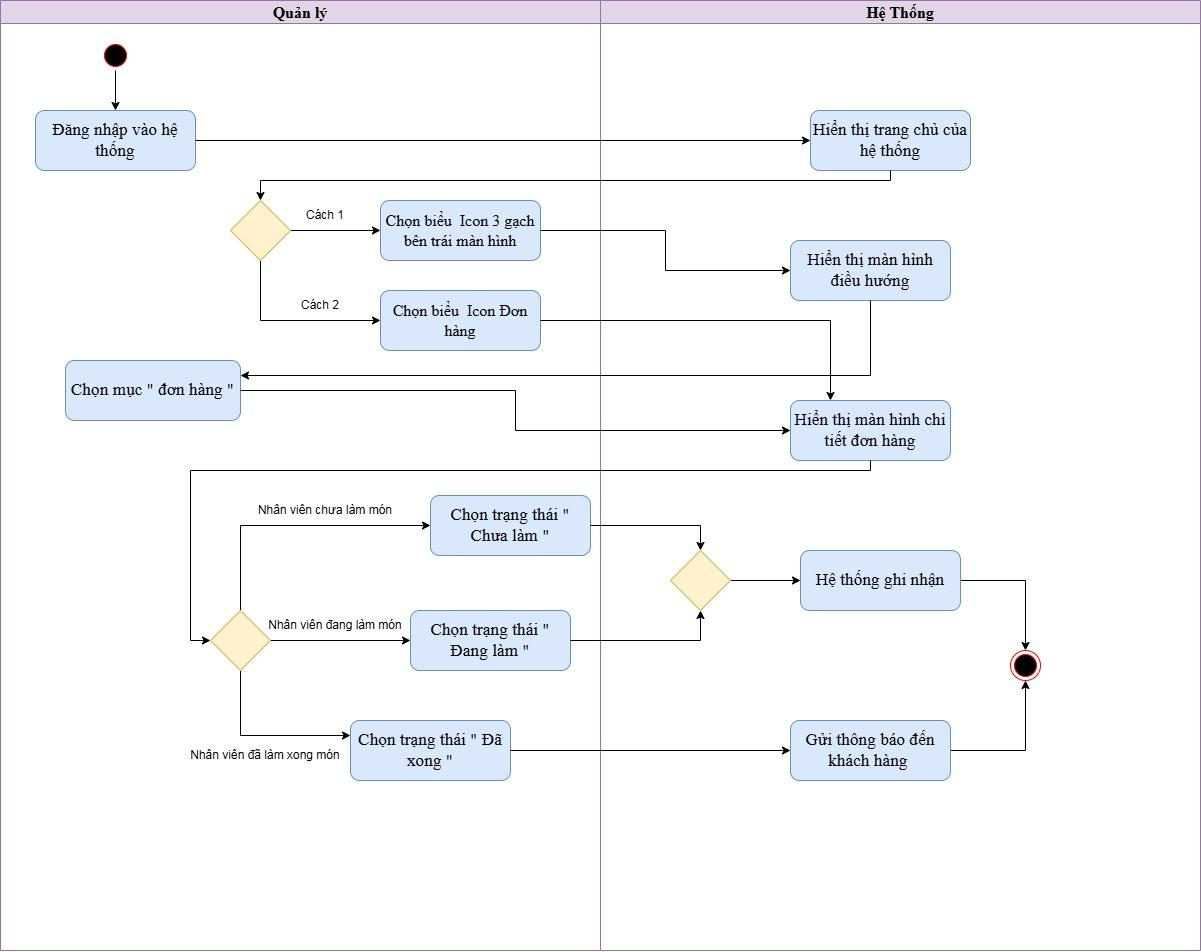 Quản lý
Hệ Thống
Đăng nhập vào hệ
thống
Hiển thị trang chủ của
hệ thống
Cách 1
Chọn biểu  Icon 3 gạch
bên trái màn hình
Hiển thị màn hình
điều hướng
Cách 2
Chọn biểu  Icon Đơn
hàng
Chọn mục " đơn hàng "
Hiển thị màn hình chi
tiết đơn hàng
Nhân viên chưa làm món
Chọn trạng thái "
Chưa làm "
Hệ thống ghi nhận
Nhân viên đang làm món
Chọn trạng thái "
Đang làm "
Nhân viên đã làm xong món
Chọn trạng thái " Đã
xong "
Gửi thông báo đến
khách hàng